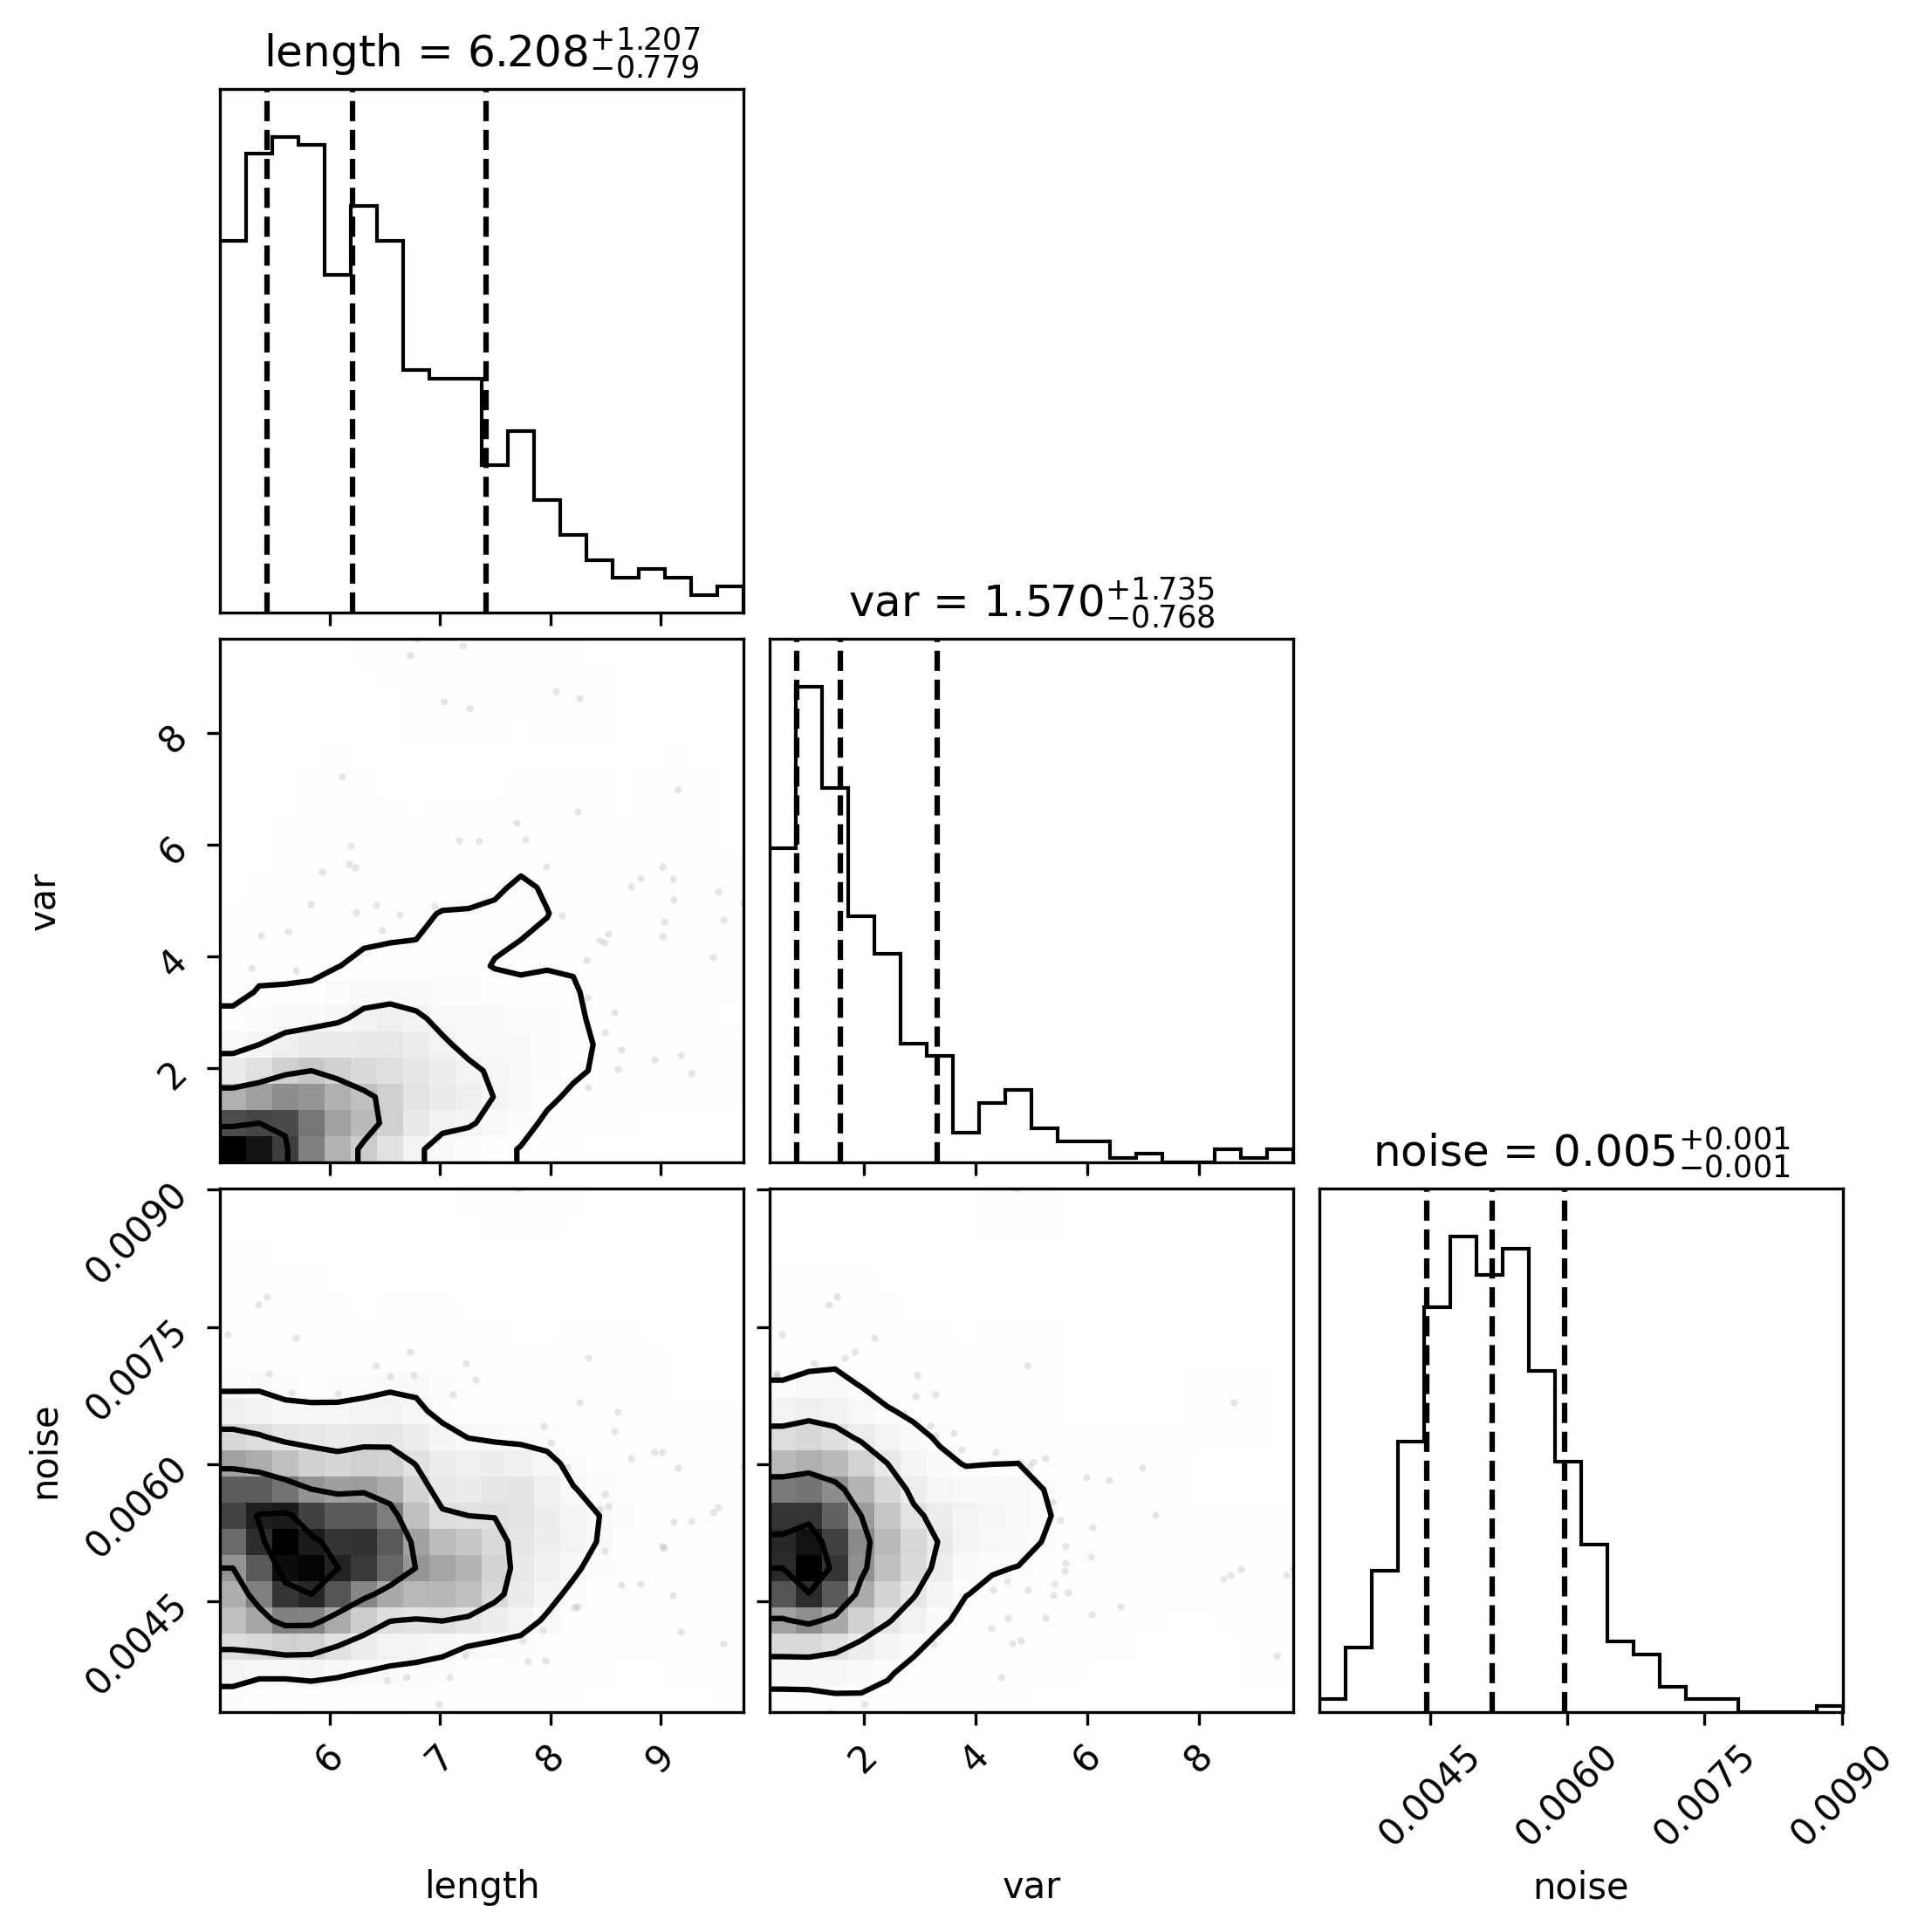 length = 6.208^{+1.207}_{−0.779}
var = 1.570^{+1.735}_{−0.768}
8
6
4
2
var
noise = 0.005^{+0.001}_{−0.001}
0.0090
0.0075
0.0060
0.0045
noise
6 7 8 9
2 4 6 8
0.0045 0.0060 0.0075 0.0090
length
var
noise